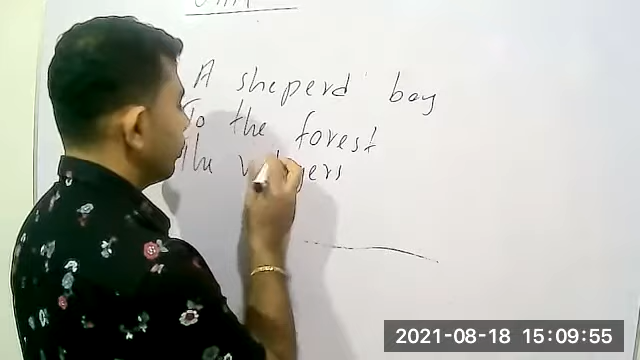 A sheperd boy
To the forest
The
2021-08-18 15:09:55